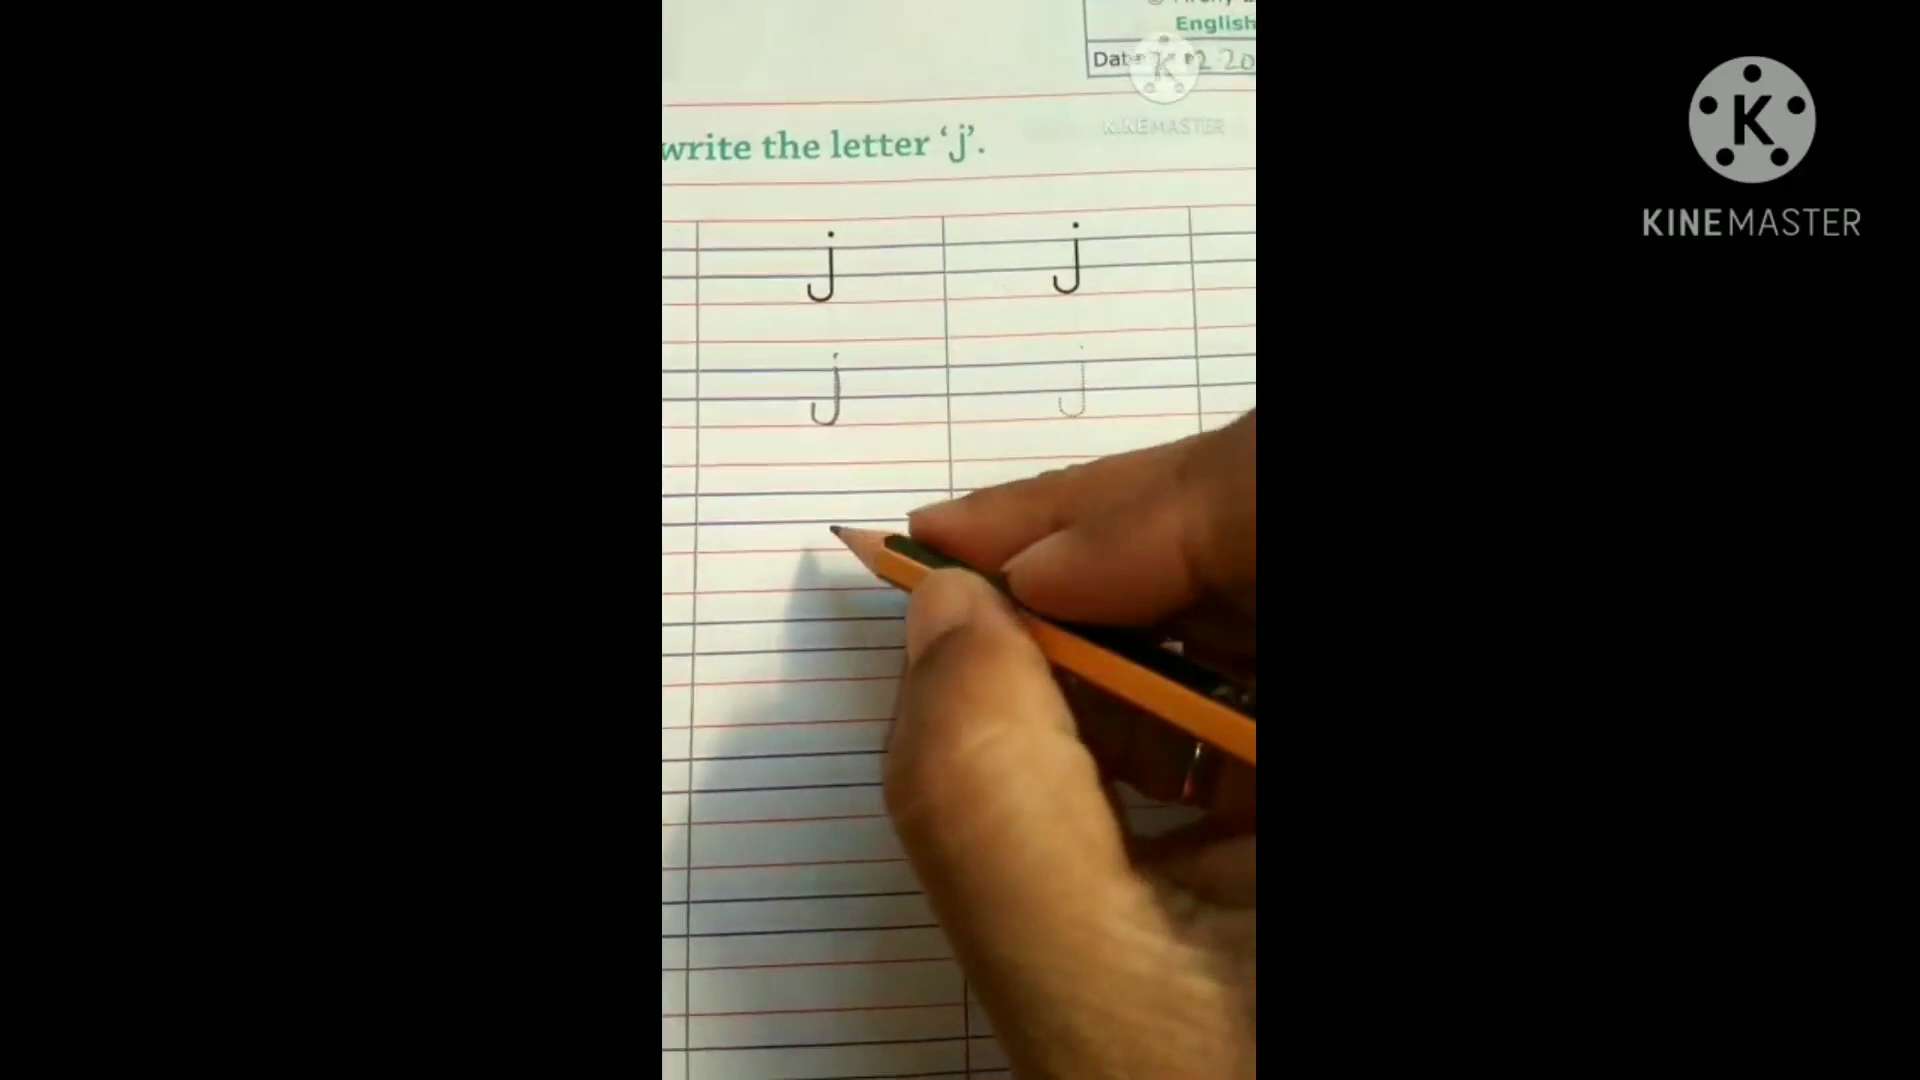 English
Date
write the letter ‘j’.
KINEMASTER
K
KINEMASTER
j j
j j